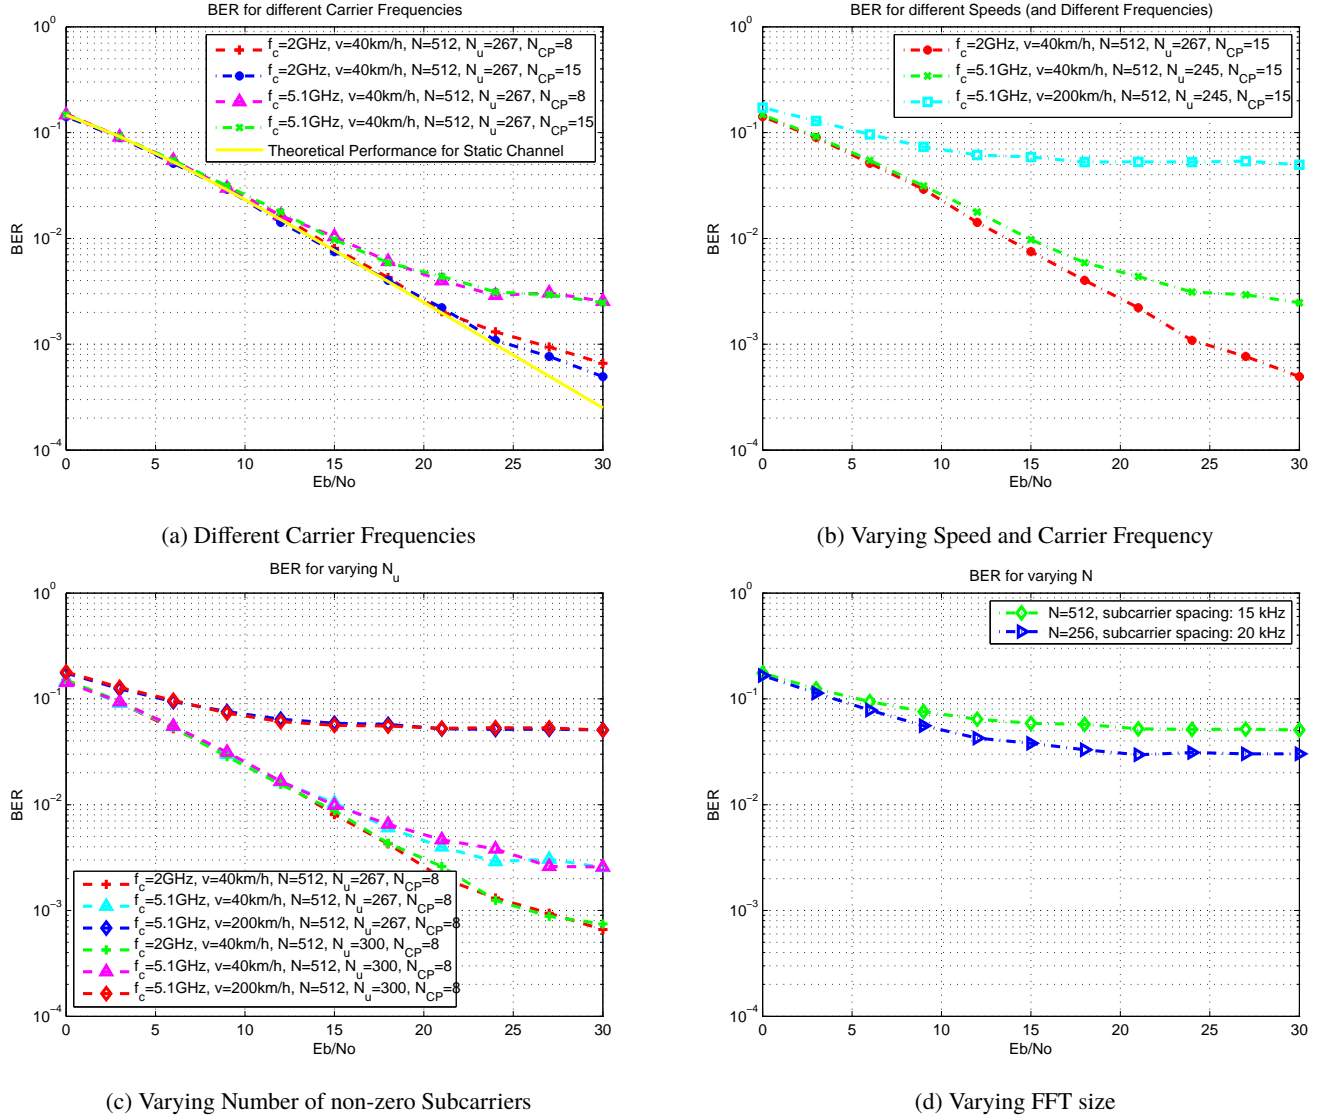 BER for different Carrier Frequencies
10^0
10^−1
10^−2
10^−3
10^−4
BER
f_c=2GHz, v=40km/h, N=512, N_u=267, N_CP=8
f_c=2GHz, v=40km/h, N=512, N_u=267, N_CP=15
f_c=5.1GHz, v=40km/h, N=512, N_u=267, N_CP=8
f_c=5.1GHz, v=40km/h, N=512, N_u=267, N_CP=15
Theoretical Performance for Static Channel
0 5 10 15 20 25 30
Eb/No
(a) Different Carrier Frequencies
BER for different Speeds (and Different Frequencies)
10^0
10^−1
10^−2
10^−3
10^−4
BER
f_c=2GHz, v=40km/h, N=512, N_u=267, N_CP=15
f_c=5.1GHz, v=40km/h, N=512, N_u=245, N_CP=15
f_c=5.1GHz, v=200km/h, N=512, N_u=245, N_CP=15
0 5 10 15 20 25 30
Eb/No
(b) Varying Speed and Carrier Frequency
BER for varying N_u
10^0
10^−1
10^−2
10^−3
10^−4
BER
f_c=2GHz, v=40km/h, N=512, N_u=267, N_CP=8
f_c=5.1GHz, v=40km/h, N=512, N_u=267, N_CP=8
f_c=5.1GHz, v=200km/h, N=512, N_u=267, N_CP=8
f_c=2GHz, v=40km/h, N=512, N_u=300, N_CP=8
f_c=5.1GHz, v=40km/h, N=512, N_u=300, N_CP=8
f_c=5.1GHz, v=200km/h, N=512, N_u=300, N_CP=8
0 5 10 15 20 25 30
Eb/No
(c) Varying Number of non-zero Subcarriers
BER for varying N
10^0
10^−1
10^−2
10^−3
10^−4
BER
N=512, subcarrier spacing: 15 kHz
N=256, subcarrier spacing: 20 kHz
0 5 10 15 20 25 30
Eb/No
(d) Varying FFT size